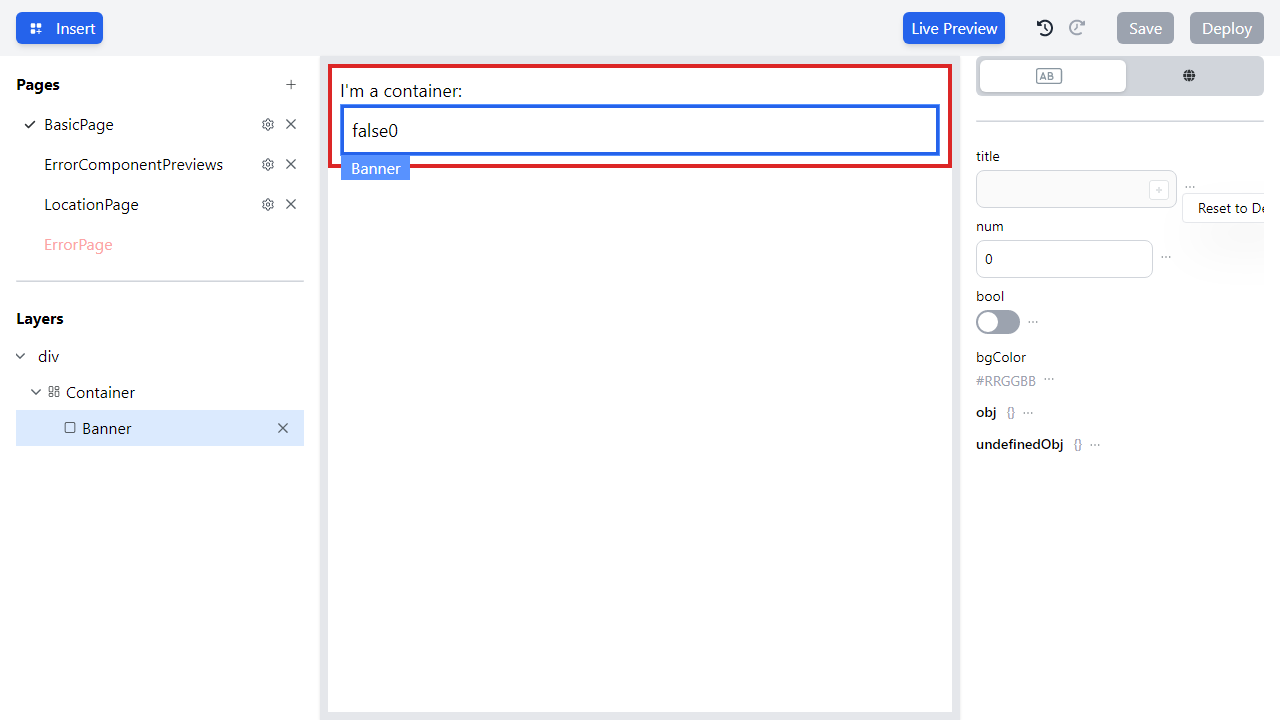 Insert
Live Preview
Save
Deploy
Pages
BasicPage
ErrorComponentPreviews
LocationPage
ErrorPage
Layers
div
Container
Banner
I'm a container:
false0
Banner
AB
title
Reset to De
num
0
bool
bgColor
#RRGGBB
obj {}
undefinedObj {}